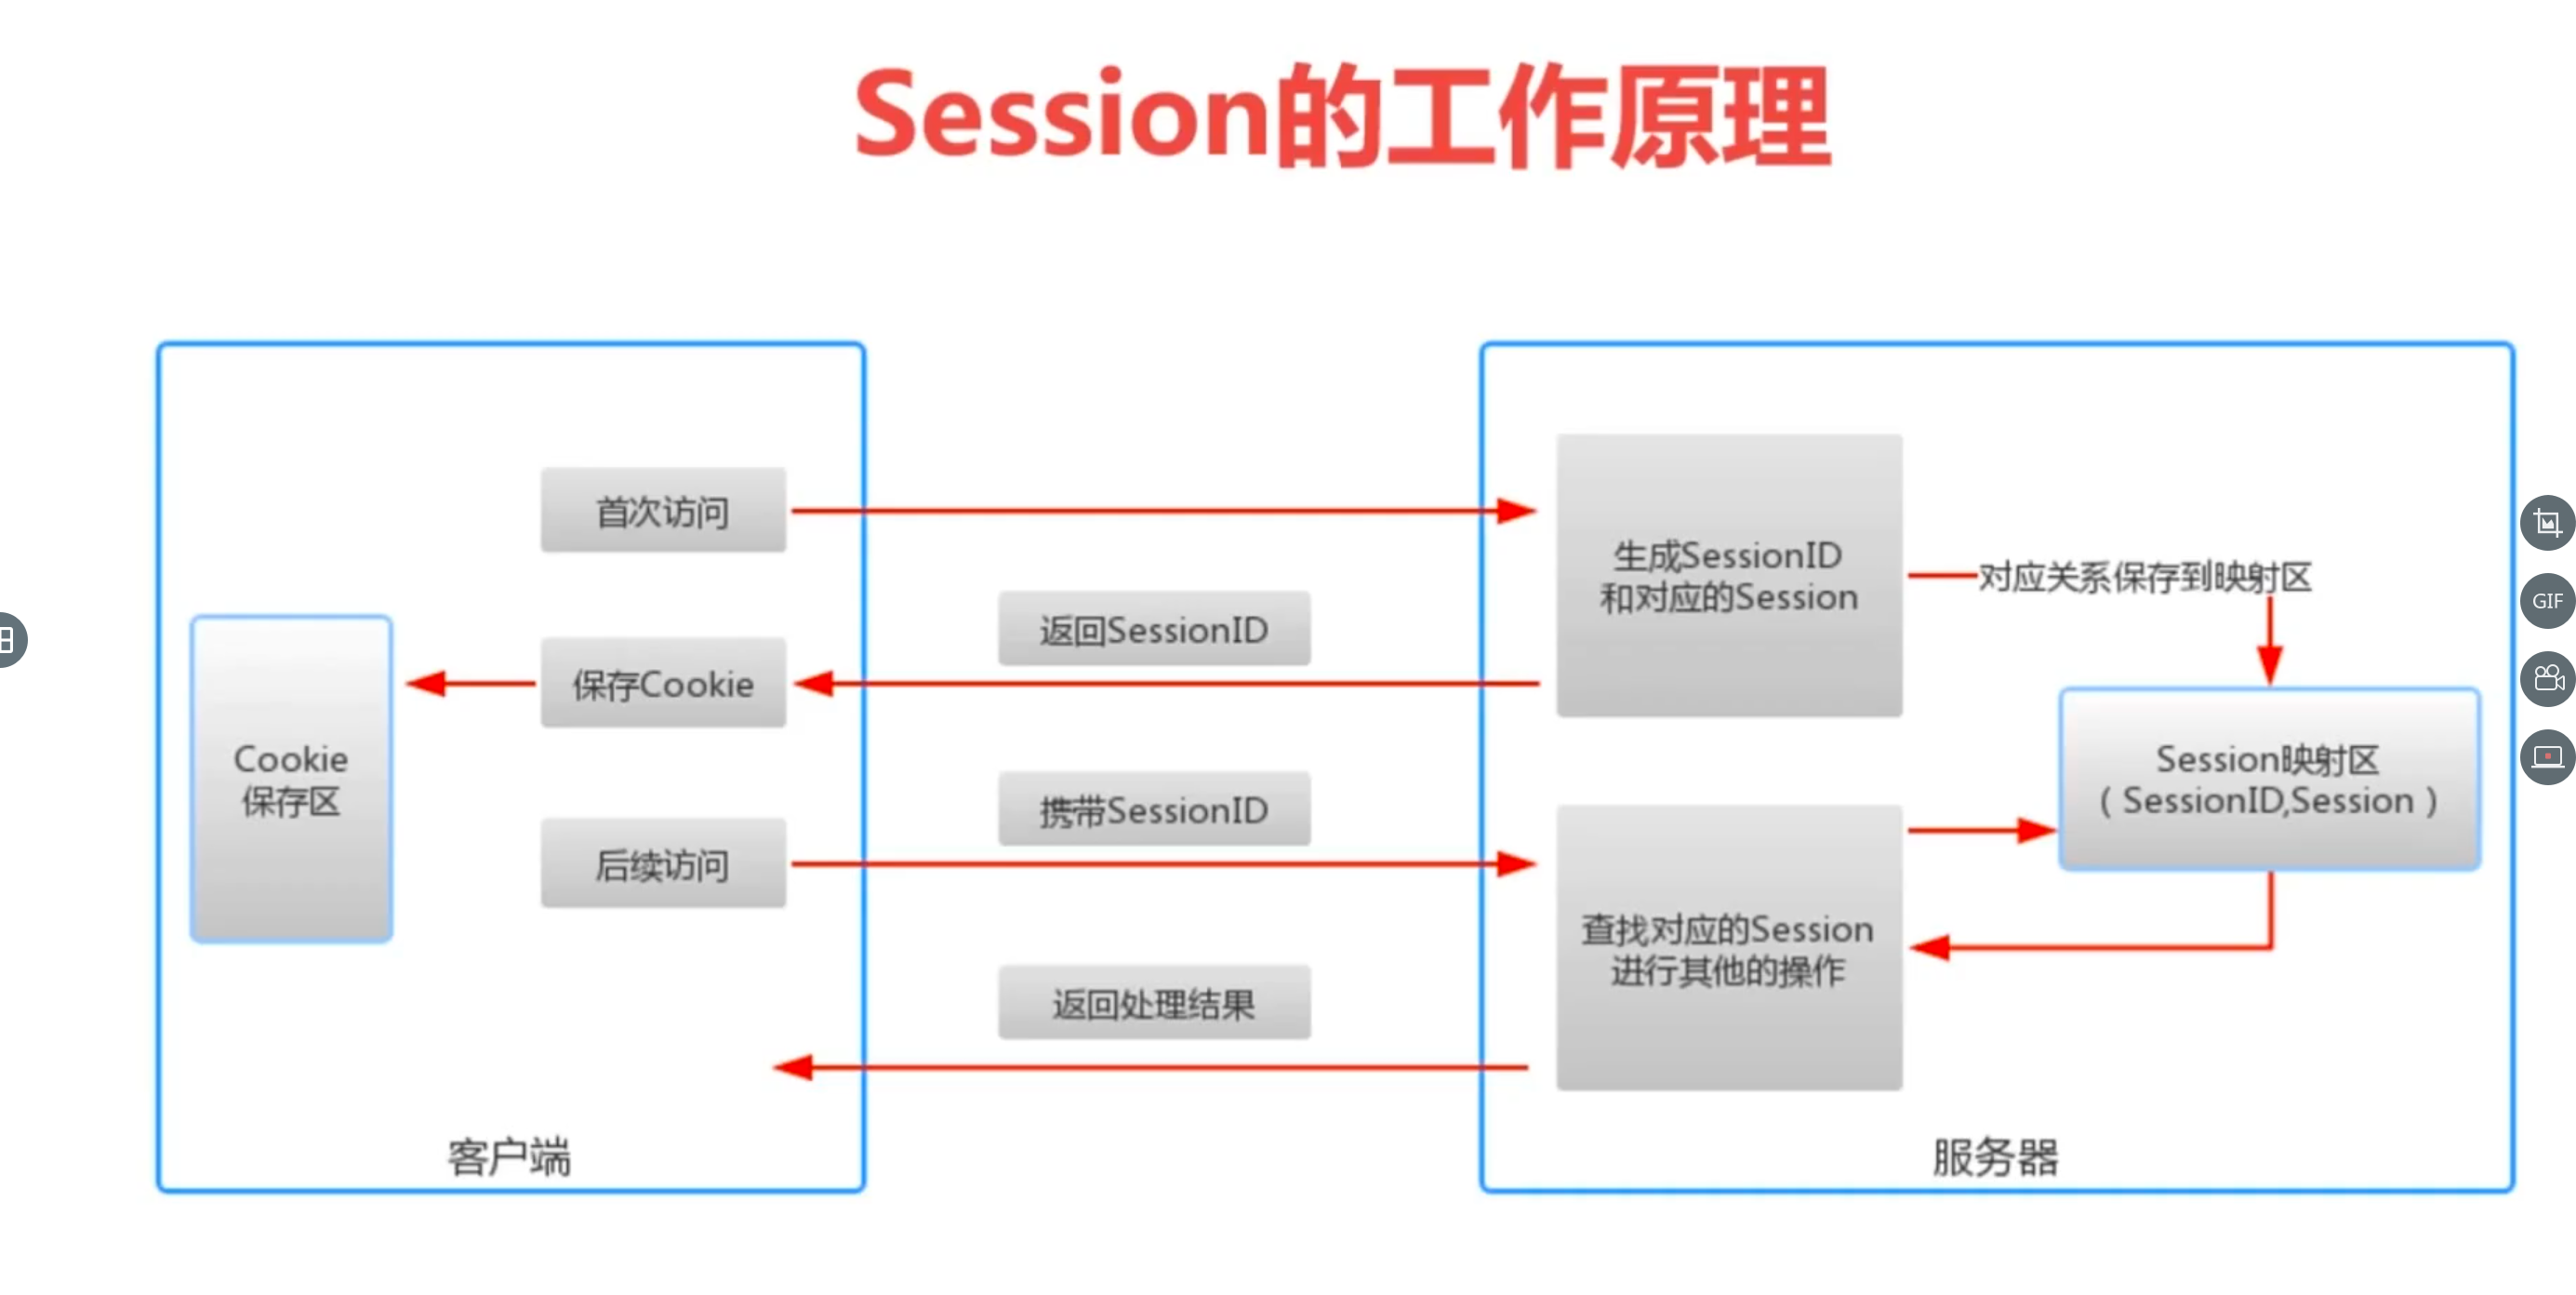 Session的工作原理
首次访问
生成SessionID
和对应的Session
对应关系保存到映射区
返回SessionID
保存Cookie
Cookie
保存区
Session映射区
（SessionID,Session）
携带SessionID
后续访问
查找对应的Session
进行其他的操作
返回处理结果
客户端
服务器
GIF